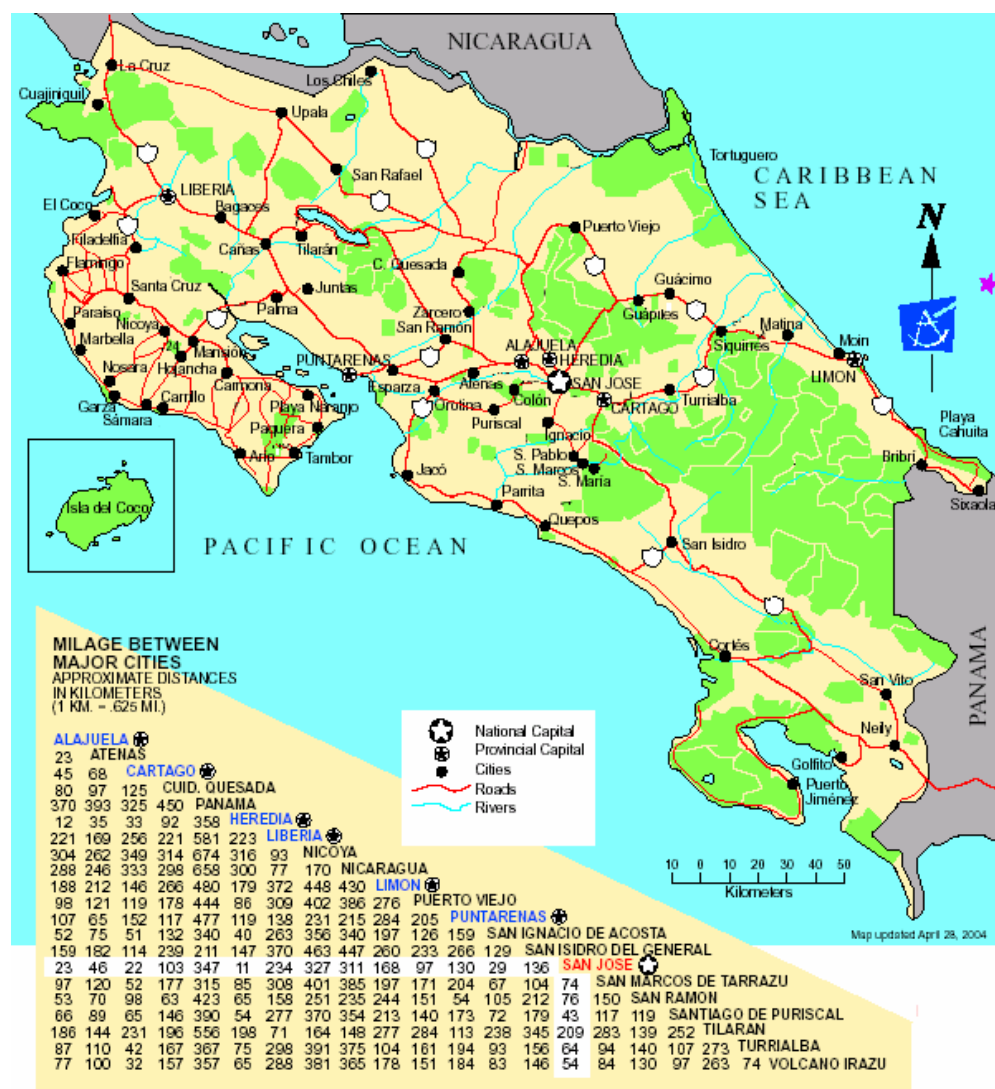 NICARAGUA
La Cruz
Los Chiles
Cuajiniquil
Upala
Tortuguero
CARIBBEAN
SEA
San Rafael
LIBERIA
El Coco
Bagaces
N
Puerto Viejo
Filadelfia
Cañas
Tilarán
Flamingo
C. Quesada
Guácimo
Santa Cruz
Juntas
Palma
Zarcero
Guápiles
Paraiso
Nicoya
San Ramón
Siquirres
Matina
Moin
Marbella
24
Mansión
ALAJUELA
HEREDIA
Hojancha
PUNTARENAS
LIMON
Nosara
Carmona
Esparza
Atenas
SAN JOSE
Colón
Turrialba
Garza
Carrillo
Playa Naranjo
Orotina
CARTAGO
Sámara
Puriscal
Playa
Cahuita
Paquera
Ignacio
Ario
Tambor
Jacó
S. Pablo
S. Marcos
S. María
Bribri
Sixaola
Parrita
Isla del Coco
Quepos
PACIFIC OCEAN
San Isidro
PANAMA
Cortés
San Vito
Neily
Golfito
Puerto
Jiménez
MILAGE BETWEEN
MAJOR CITIES
APPROXIMATE DISTANCES
IN KILOMETERS
(1 KM. = .625 MI.)
National Capital
Provincial Capital
Cities
Roads
Rivers
10 0 10 20 30 40 50
Kilometers
Map updated April 28, 2004
ALAJUELA
23 ATENAS
45 68 CARTAGO
80 97 125 CUID. QUESADA
370 393 325 450 PANAMA
12 35 33 92 358 HEREDIA
221 169 256 221 581 223 LIBERIA
304 262 349 314 674 316 93 NICOYA
288 246 333 298 658 300 77 170 NICARAGUA
188 212 146 266 480 179 372 448 430 LIMON
98 121 119 178 444 86 309 402 386 276 PUERTO VIEJO
107 65 152 117 477 119 138 231 215 284 205 PUNTARENAS
52 75 51 132 340 40 263 356 340 197 126 159 SAN IGNACIO DE ACOSTA
159 182 114 239 211 147 370 463 447 260 233 266 129 SAN ISIDRO DEL GENERAL
23 46 22 103 347 11 234 327 311 168 97 130 29 136 SAN JOSE
97 120 52 177 315 85 308 401 385 197 171 204 67 104 74 SAN MARCOS DE TARRAZU
53 70 98 63 423 65 158 251 235 244 151 54 105 212 76 150 SAN RAMON
66 89 65 146 390 54 277 370 354 213 140 173 72 179 43 117 119 SANTIAGO DE PURISCAL
186 144 231 196 556 198 71 164 148 277 284 113 238 345 209 283 139 252 TILARAN
87 110 42 167 367 75 298 391 375 104 161 194 93 156 64 94 140 107 273 TURRIALBA
77 100 32 157 357 65 288 381 365 178 151 184 83 146 54 84 130 97 263 74 VOLCANO IRAZU